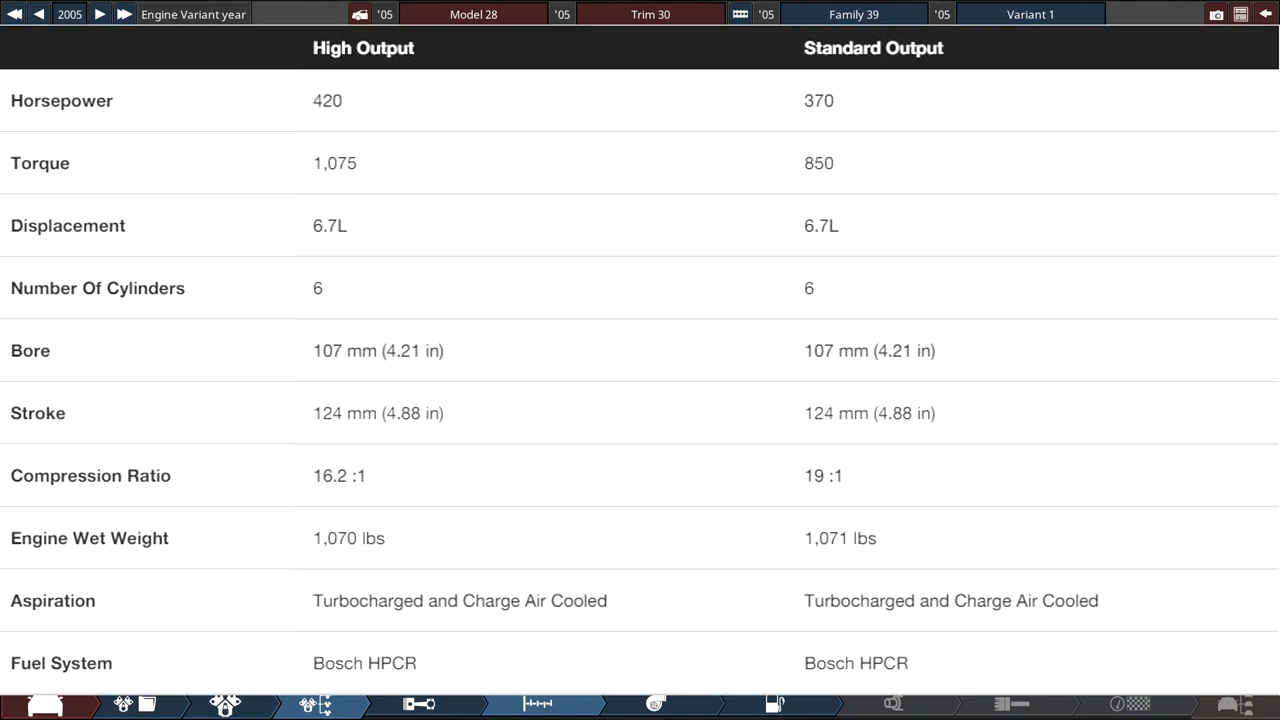 2005 Engine Variant year '05 Model 28 '05 Trim 30 '05 Family 39 '05 Variant 1
High Output Standard Output
Horsepower 420 370
Torque 1,075 850
Displacement 6.7L 6.7L
Number Of Cylinders 6 6
Bore 107 mm (4.21 in) 107 mm (4.21 in)
Stroke 124 mm (4.88 in) 124 mm (4.88 in)
Compression Ratio 16.2 :1 19 :1
Engine Wet Weight 1,070 lbs 1,071 lbs
Aspiration Turbocharged and Charge Air Cooled Turbocharged and Charge Air Cooled
Fuel System Bosch HPCR Bosch HPCR